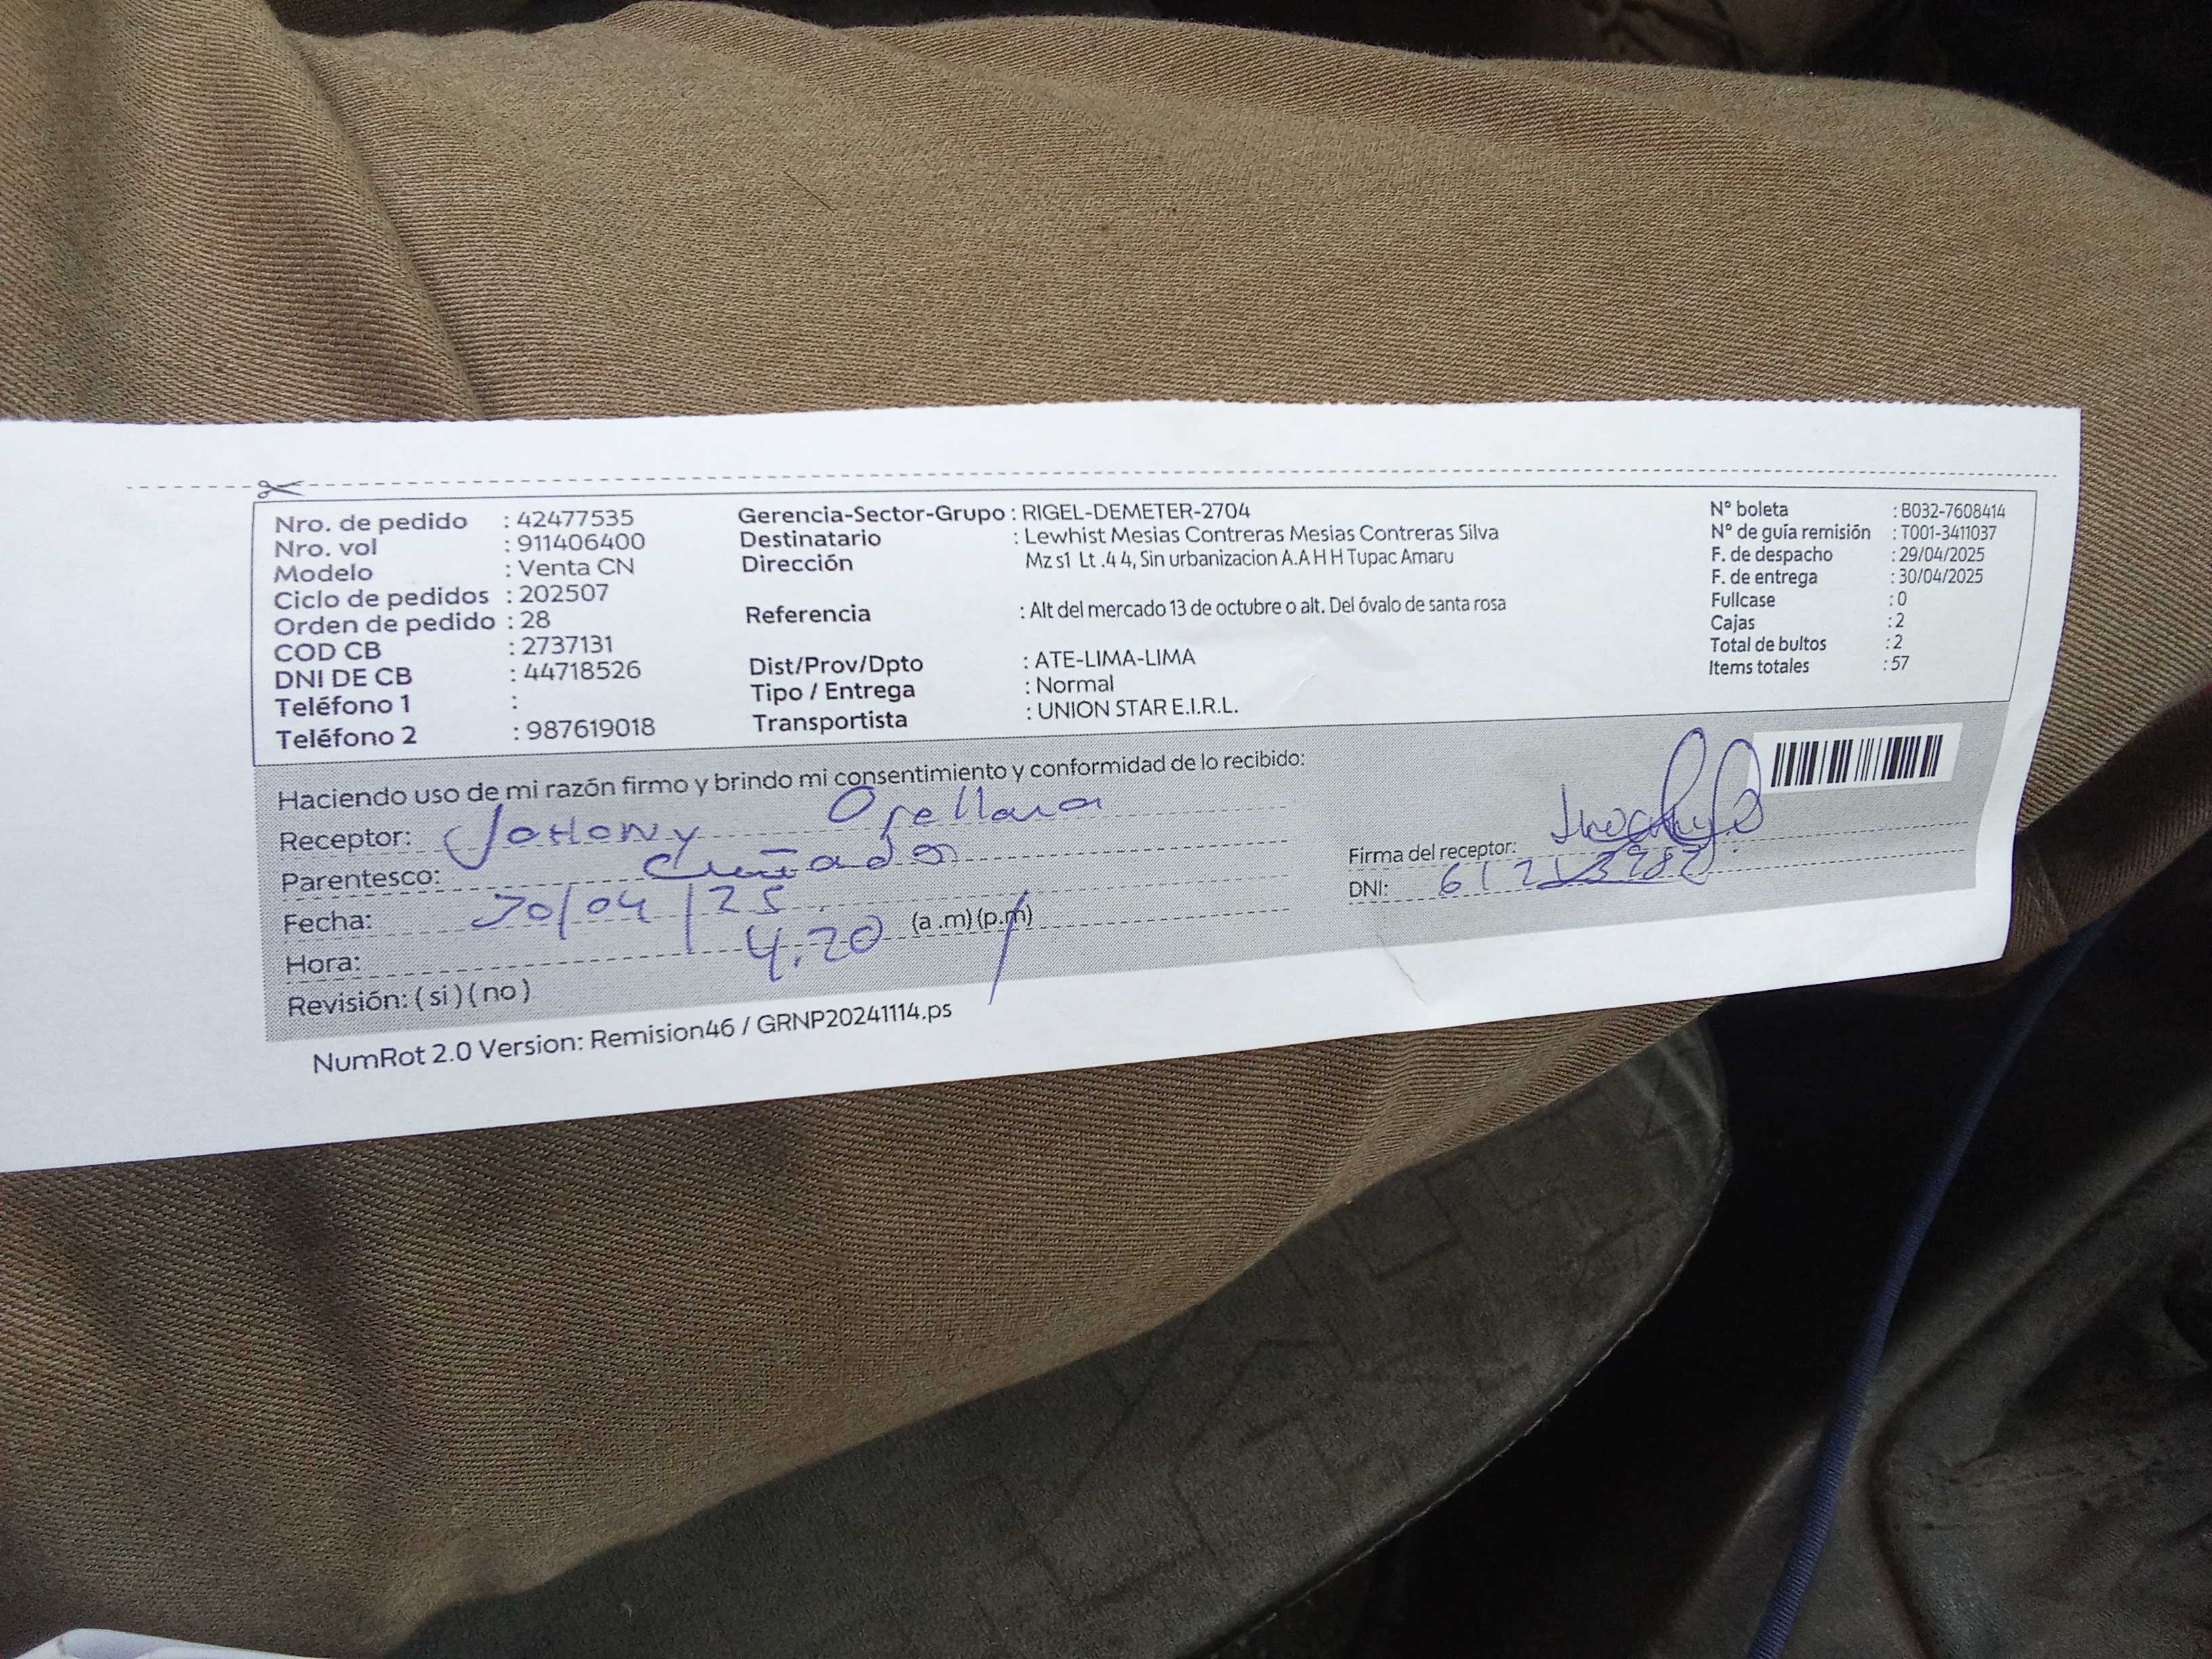 Nro. de pedido : 42477535
Nro. vol : 911406400
Modelo : Venta CN
Ciclo de pedidos : 202507
Orden de pedido : 28
COD CB : 2737131
DNI DE CB : 44718526
Teléfono 1 :
Teléfono 2 : 987619018
Gerencia-Sector-Grupo : RIGEL-DEMETER-2704
Destinatario : Lewhist Mesias Contreras Mesias Contreras Silva
Dirección Mz s1 Lt .4 4, Sin urbanizacion A.A H H Tupac Amaru
Referencia : Alt del mercado 13 de octubre o alt. Del óvalo de santa rosa
Dist/Prov/Dpto : ATE-LIMA-LIMA
Tipo / Entrega : Normal
Transportista : UNION STAR E.I.R.L.
N° boleta : B032-7608414
N° de guía remisión : T001-3411037
F. de despacho : 29/04/2025
F. de entrega : 30/04/2025
Fullcase : 0
Cajas : 2
Total de bultos : 2
Items totales : 57
Haciendo uso de mi razón firmo y brindo mi consentimiento y conformidad de lo recibido:
Receptor: Orellana
Parentesco: Cuñado
Fecha: 30/04/25
Hora: 4.20 (a .m) (p.m)
Revisión: ( si ) ( no )
Firma del receptor:
DNI:
NumRot 2.0 Version: Remision46 / GRNP20241114.ps